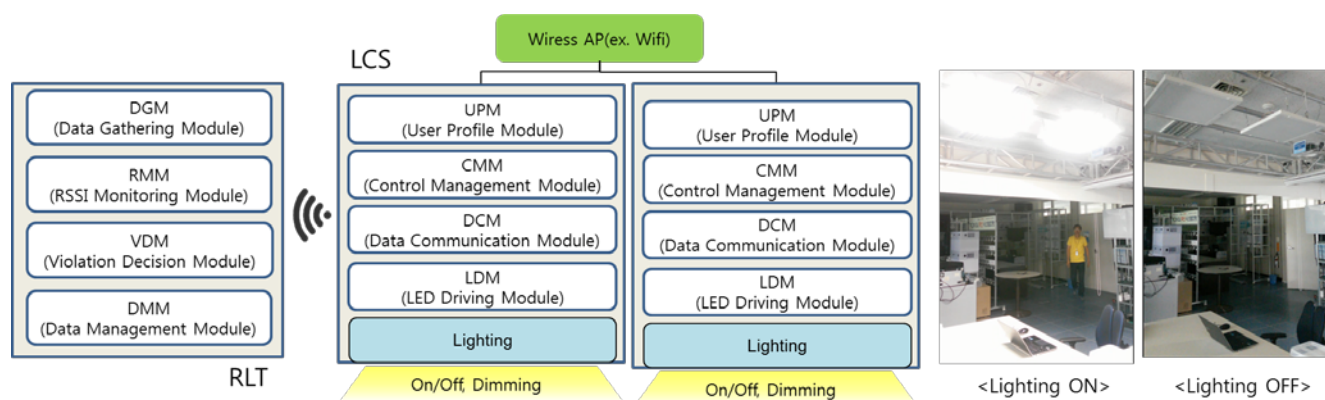 Wiress AP(ex. Wifi)
LCS
DGM
(Data Gathering Module)
RMM
(RSSI Monitoring Module)
VDM
(Violation Decision Module)
DMM
(Data Management Module)
RLT
UPM
(User Profile Module)
CMM
(Control Management Module)
DCM
(Data Communication Module)
LDM
(LED Driving Module)
Lighting
On/Off, Dimming
UPM
(User Profile Module)
CMM
(Control Management Module)
DCM
(Data Communication Module)
LDM
(LED Driving Module)
Lighting
On/Off, Dimming
<Lighting ON>
<Lighting OFF>